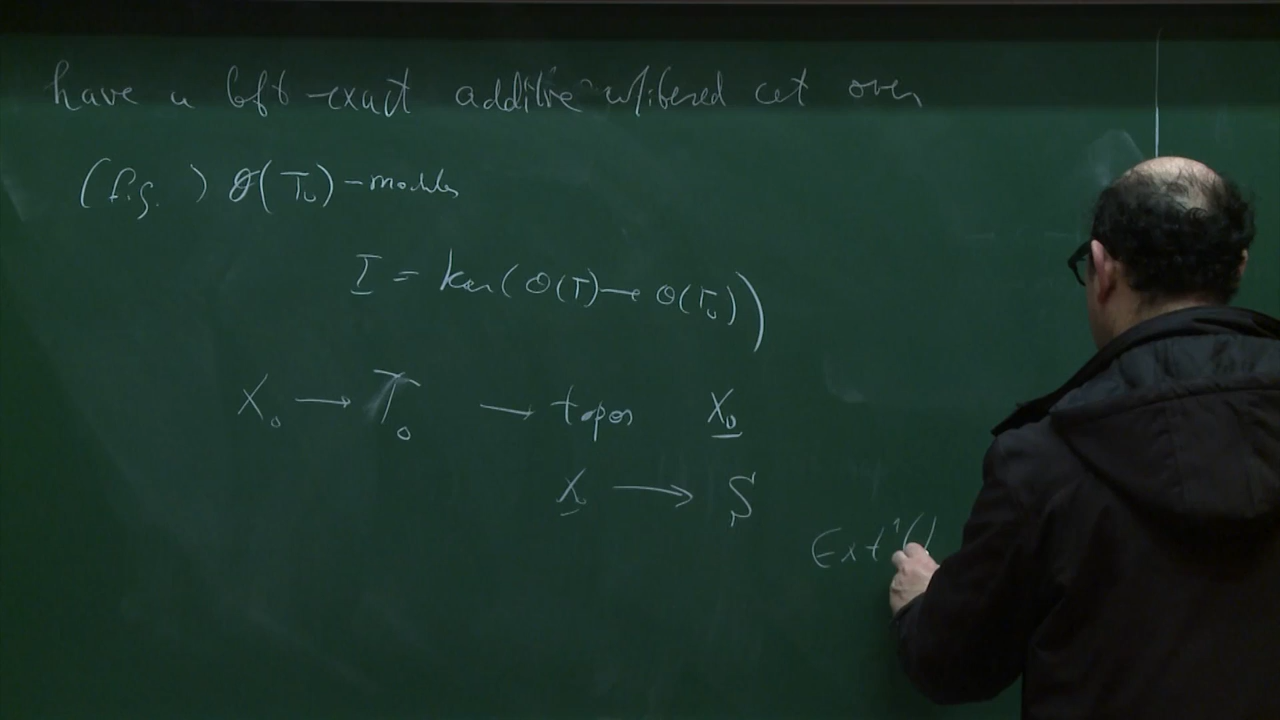 have a left-exact additive cofibered cat over
(f.g. ) O(T₀)-modules
I = ker(O(T)→O(T₀))
X₀ → T₀ → topos X₀
X → S
Ext¹(